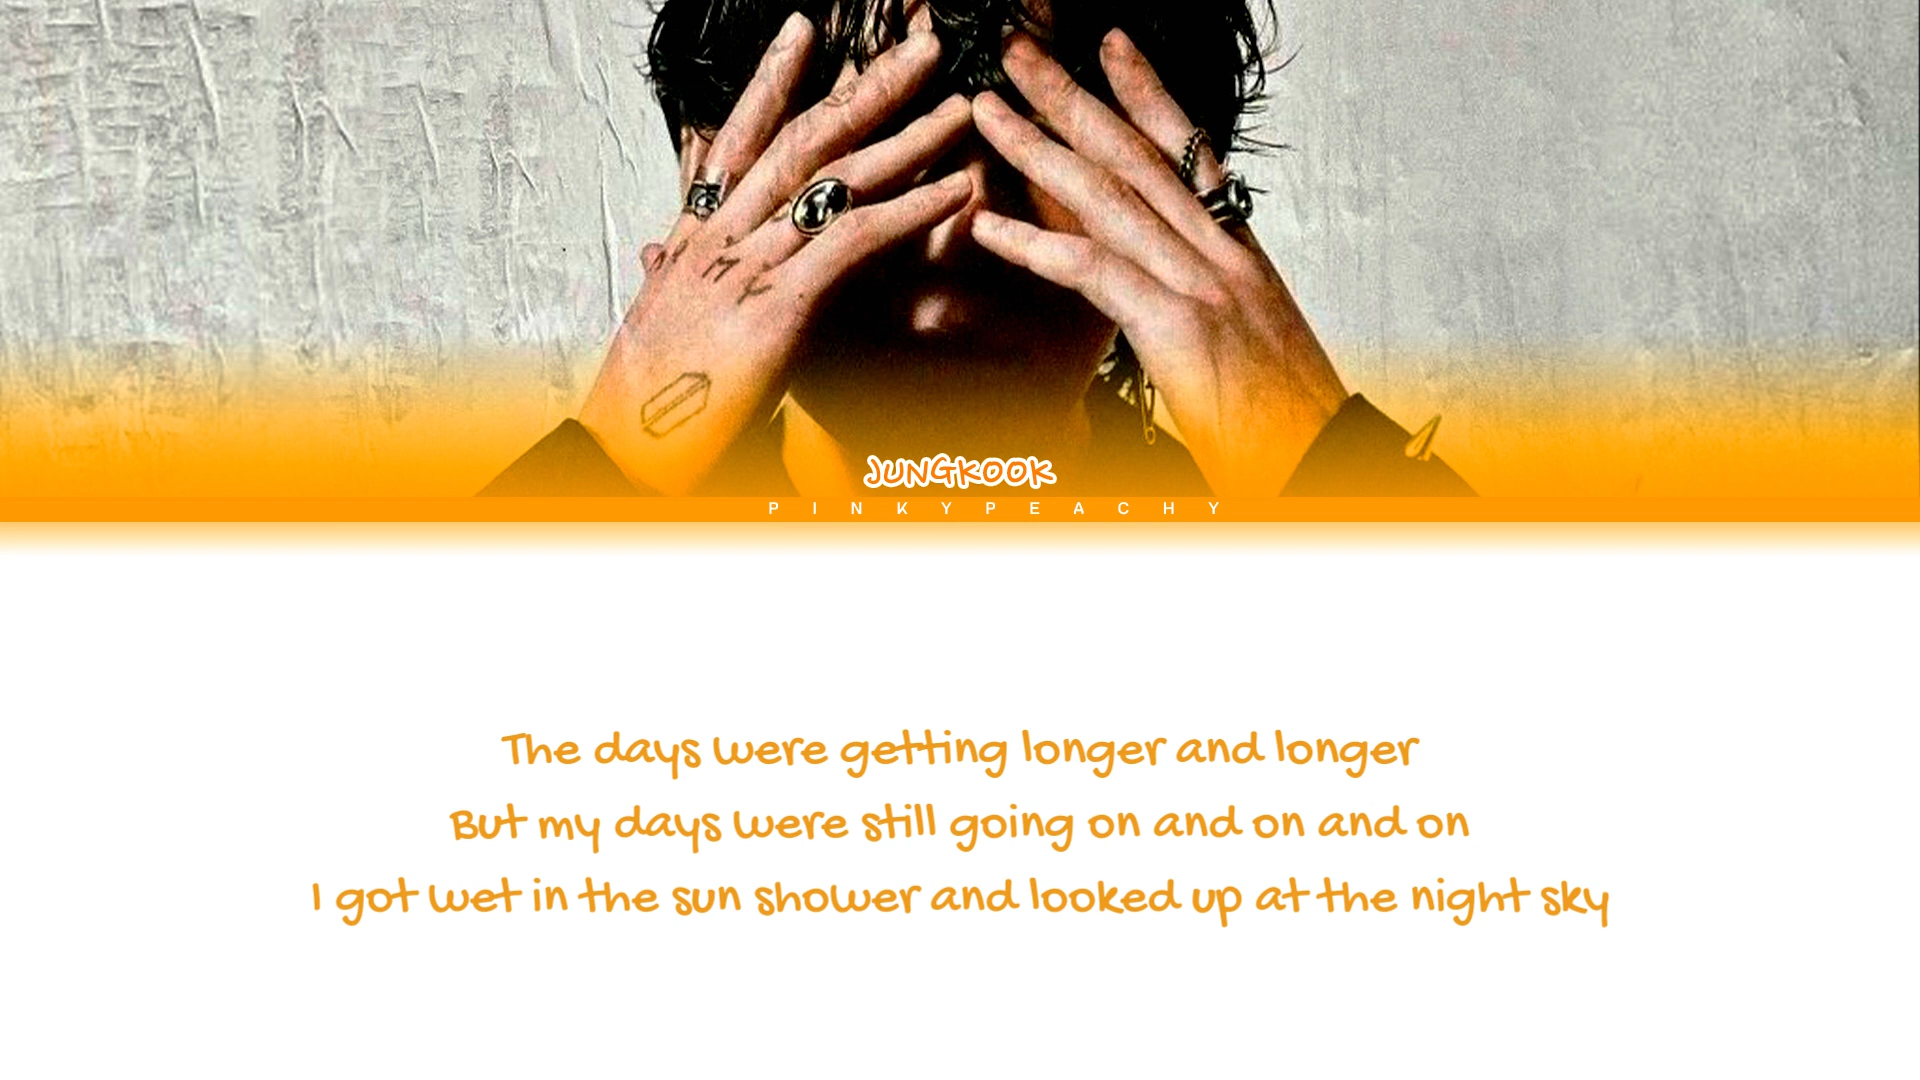 JUNGKOOK
PINKYPEACHY
The days were getting longer and longer
But my days were still going on and on and on
I got wet in the sun shower and looked up at the night sky